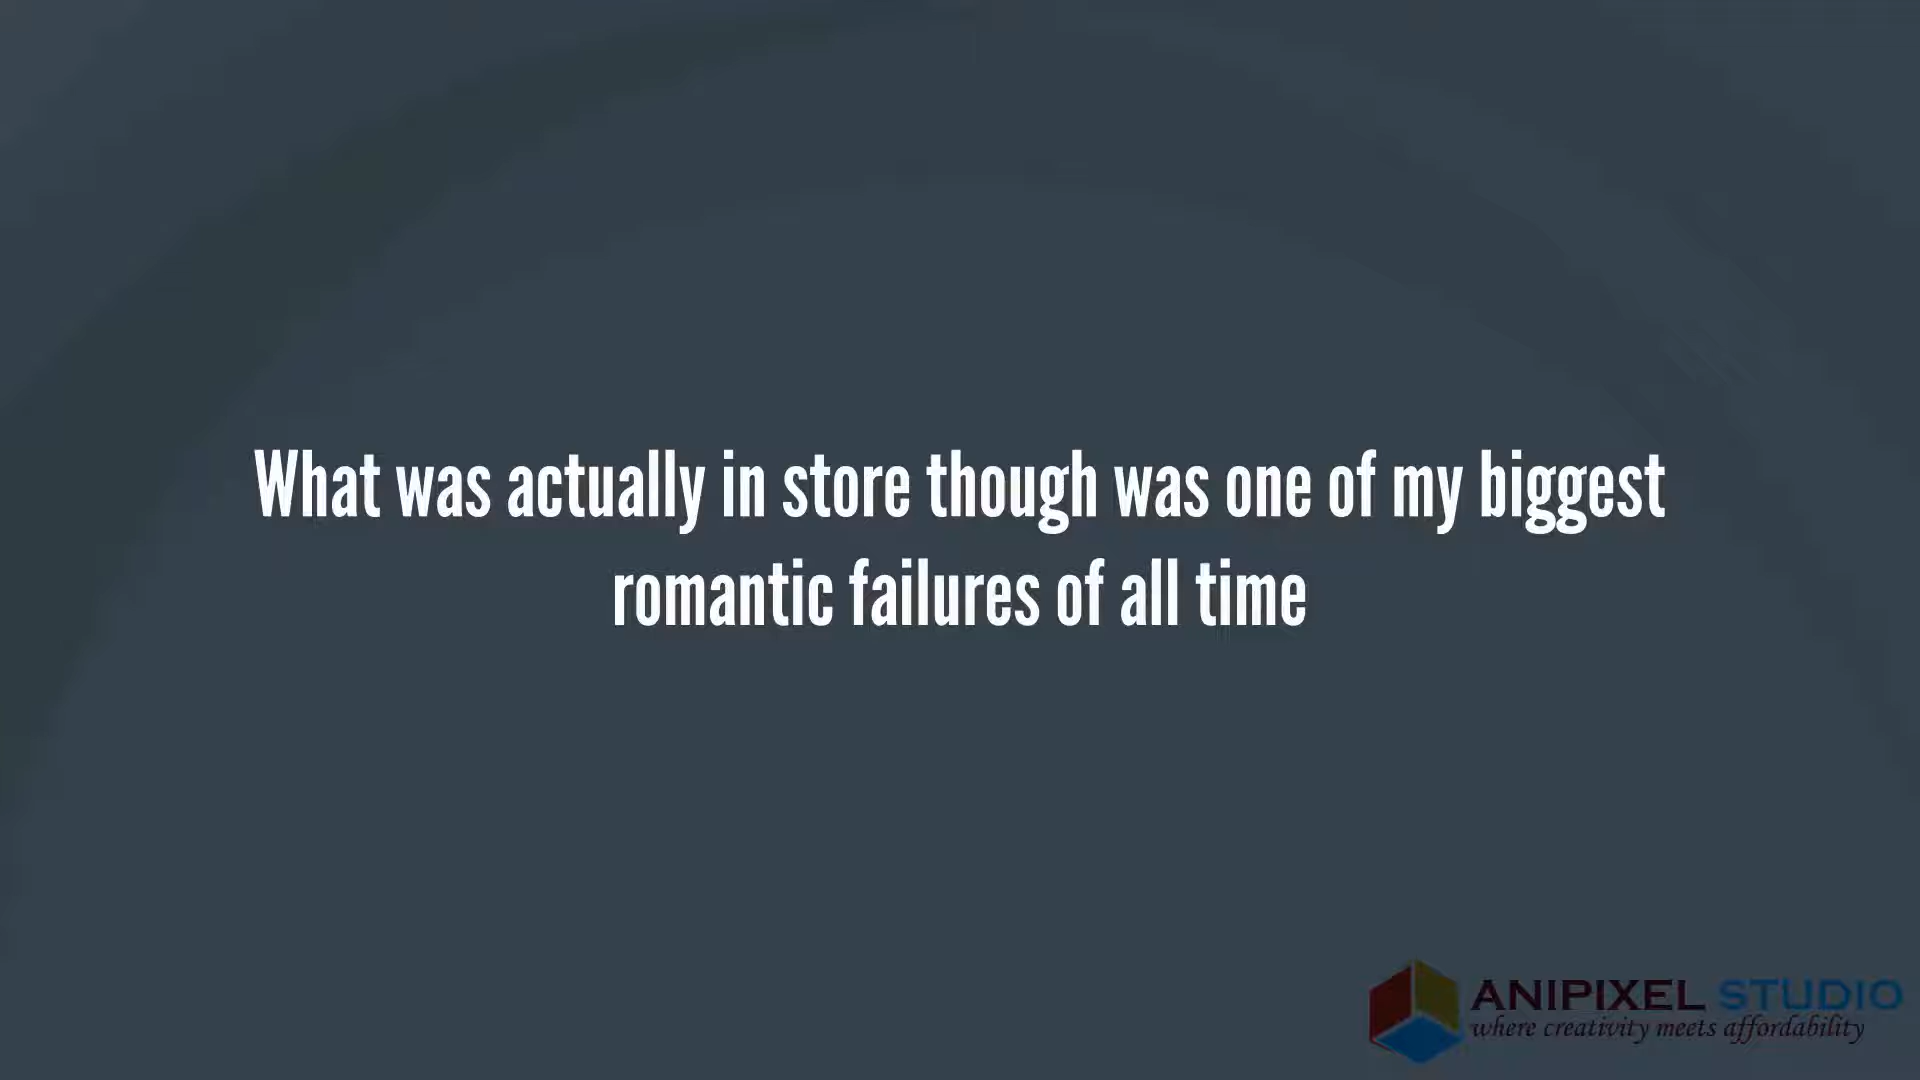 What was actually in store though was one of my biggest
romantic failures of all time
ANIPIXEL STUDIO
where creativity meets affordability